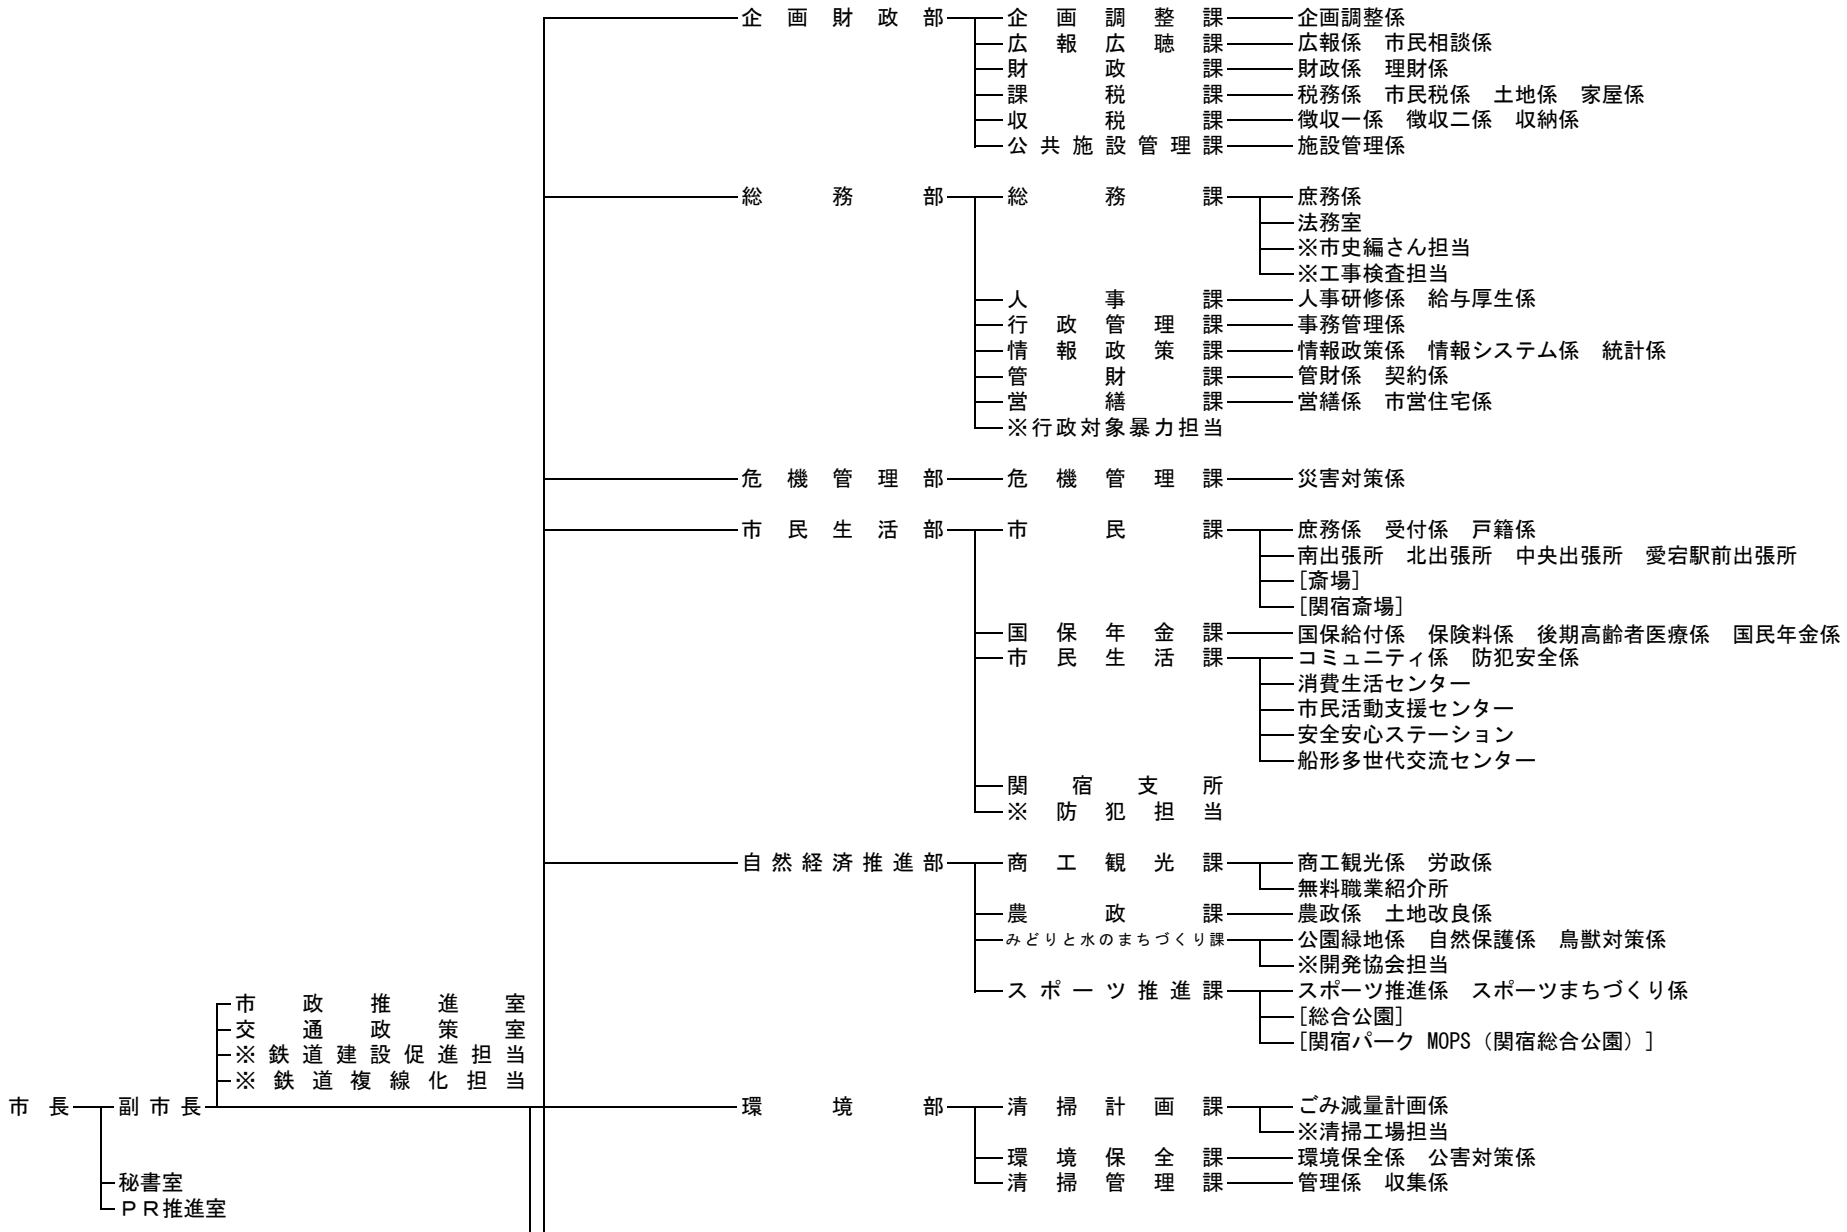 企画財政部 企画調整課 企画調整係
広報広聴課 広報係 市民相談係
財政課 財政係 理財係
課税課 税務係 市民税係 土地係 家屋係
収税課 徴収一係 徴収二係 収納係
公共施設管理課 施設管理係
総務部 総務課 庶務係
法務室
※市史編さん担当
※工事検査担当
人事課 人事研修係 給与厚生係
行政管理課 事務管理係
情報政策課 情報政策係 情報システム係 統計係
管財課 管財係 契約係
営繕課 営繕係 市営住宅係
※行政対象暴力担当
危機管理部 危機管理課 災害対策係
市民生活部 市民課 庶務係 受付係 戸籍係
南出張所 北出張所 中央出張所 愛宕駅前出張所
[斎場]
[関宿斎場]
国保年金課 国保給付係 保険料係 後期高齢者医療係 国民年金係
市民生活課 コミュニティ係 防犯安全係
消費生活センター
市民活動支援センター
安全安心ステーション
船形多世代交流センター
関宿支所
※防犯担当
自然経済推進部 商工観光課 商工観光係 労政係
無料職業紹介所
農政課 農政係 土地改良係
みどりと水のまちづくり課 公園緑地係 自然保護係 鳥獣対策係
※開発協会担当
スポーツ推進課 スポーツ推進係 スポーツまちづくり係
市政推進室 [総合公園]
交通政策室 [関宿パーク MOPS（関宿総合公園）]
※鉄道建設促進担当
※鉄道複線化担当
市長 副市長 環境部 清掃計画課 ごみ減量計画係
※清掃工場担当
環境保全課 環境保全係 公害対策係
秘書室 清掃管理課 管理係 収集係
ＰＲ推進室